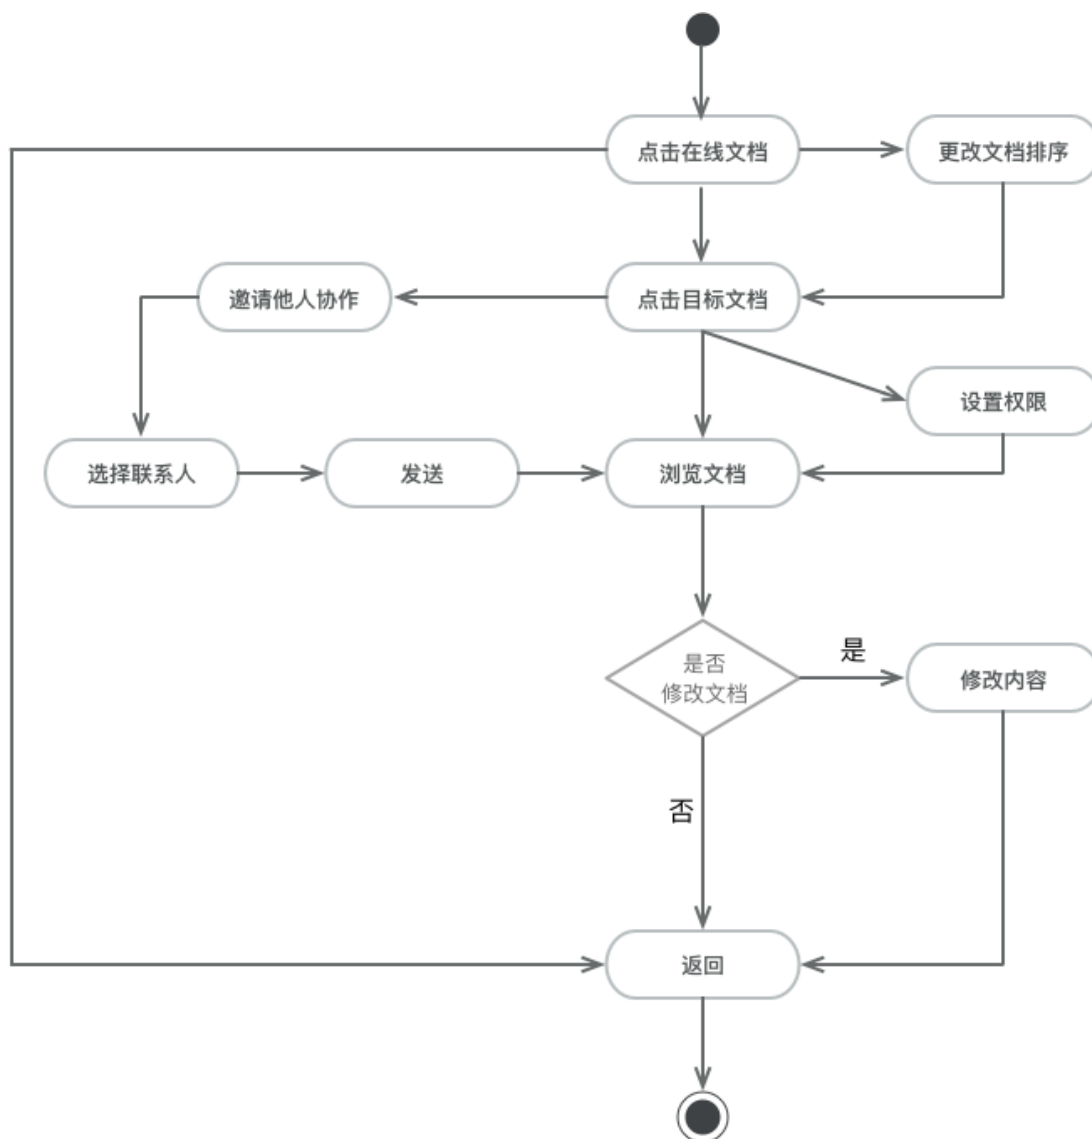 点击在线文档
更改文档排序
邀请他人协作
点击目标文档
设置权限
选择联系人
发送
浏览文档
是否
修改文档
是
修改内容
否
返回